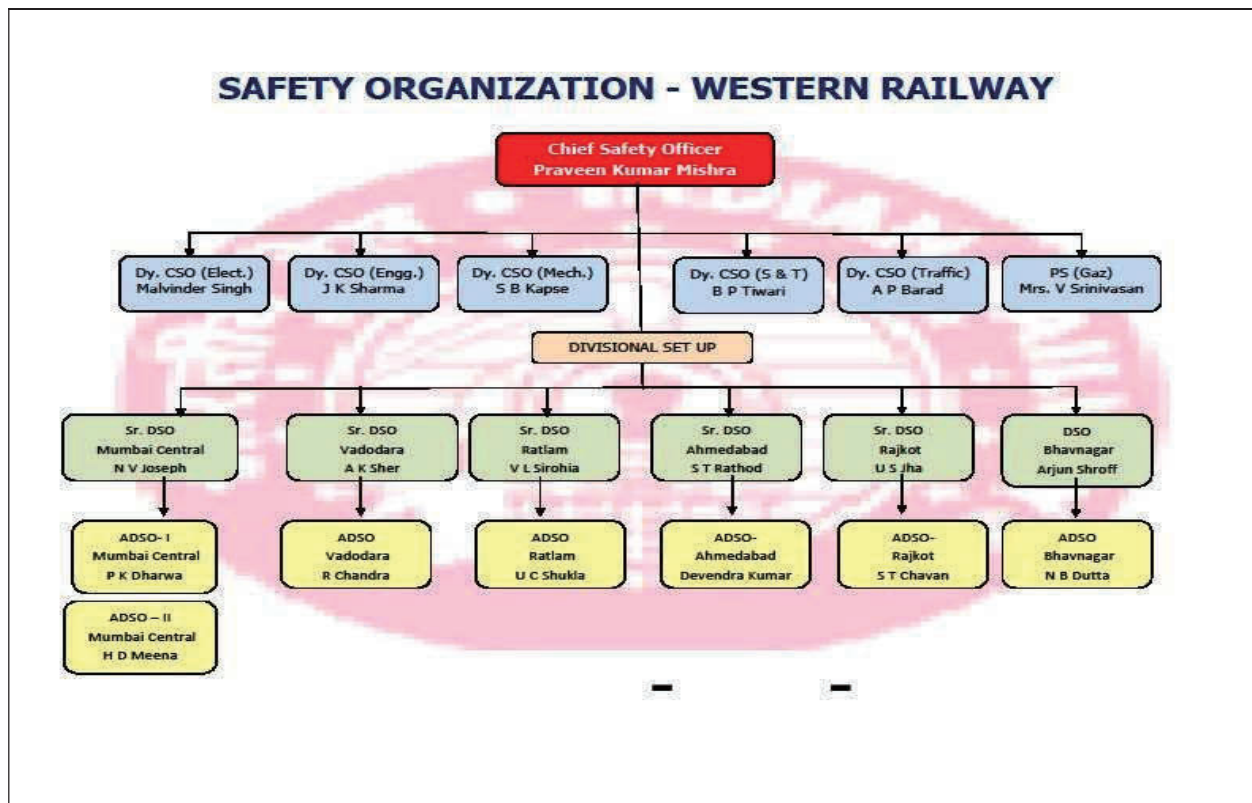 SAFETY ORGANIZATION - WESTERN RAILWAY
Chief Safety Officer
Praveen Kumar Mishra
Dy. CSO (Elect.)
Malvinder Singh
Dy. CSO (Engg.)
J K Sharma
Dy. CSO (Mech.)
S B Kapse
Dy. CSO (S & T)
B P Tiwari
Dy. CSO (Traffic)
A P Barad
PS (Gaz)
Mrs. V Srinivasan
DIVISIONAL SET UP
Sr. DSO
Mumbai Central
N V Joseph
Sr. DSO
Vadodara
A K Sher
Sr. DSO
Ratlam
V L Sirohia
Sr. DSO
Ahmedabad
S T Rathod
Sr. DSO
Rajkot
U S Jha
DSO
Bhavnagar
Arjun Shroff
ADSO- I
Mumbai Central
P K Dharwa
ADSO
Vadodara
R Chandra
ADSO
Ratlam
U C Shukla
ADSO-
Ahmedabad
Devendra Kumar
ADSO-
Rajkot
S T Chavan
ADSO
Bhavnagar
N B Dutta
ADSO – II
Mumbai Central
H D Meena